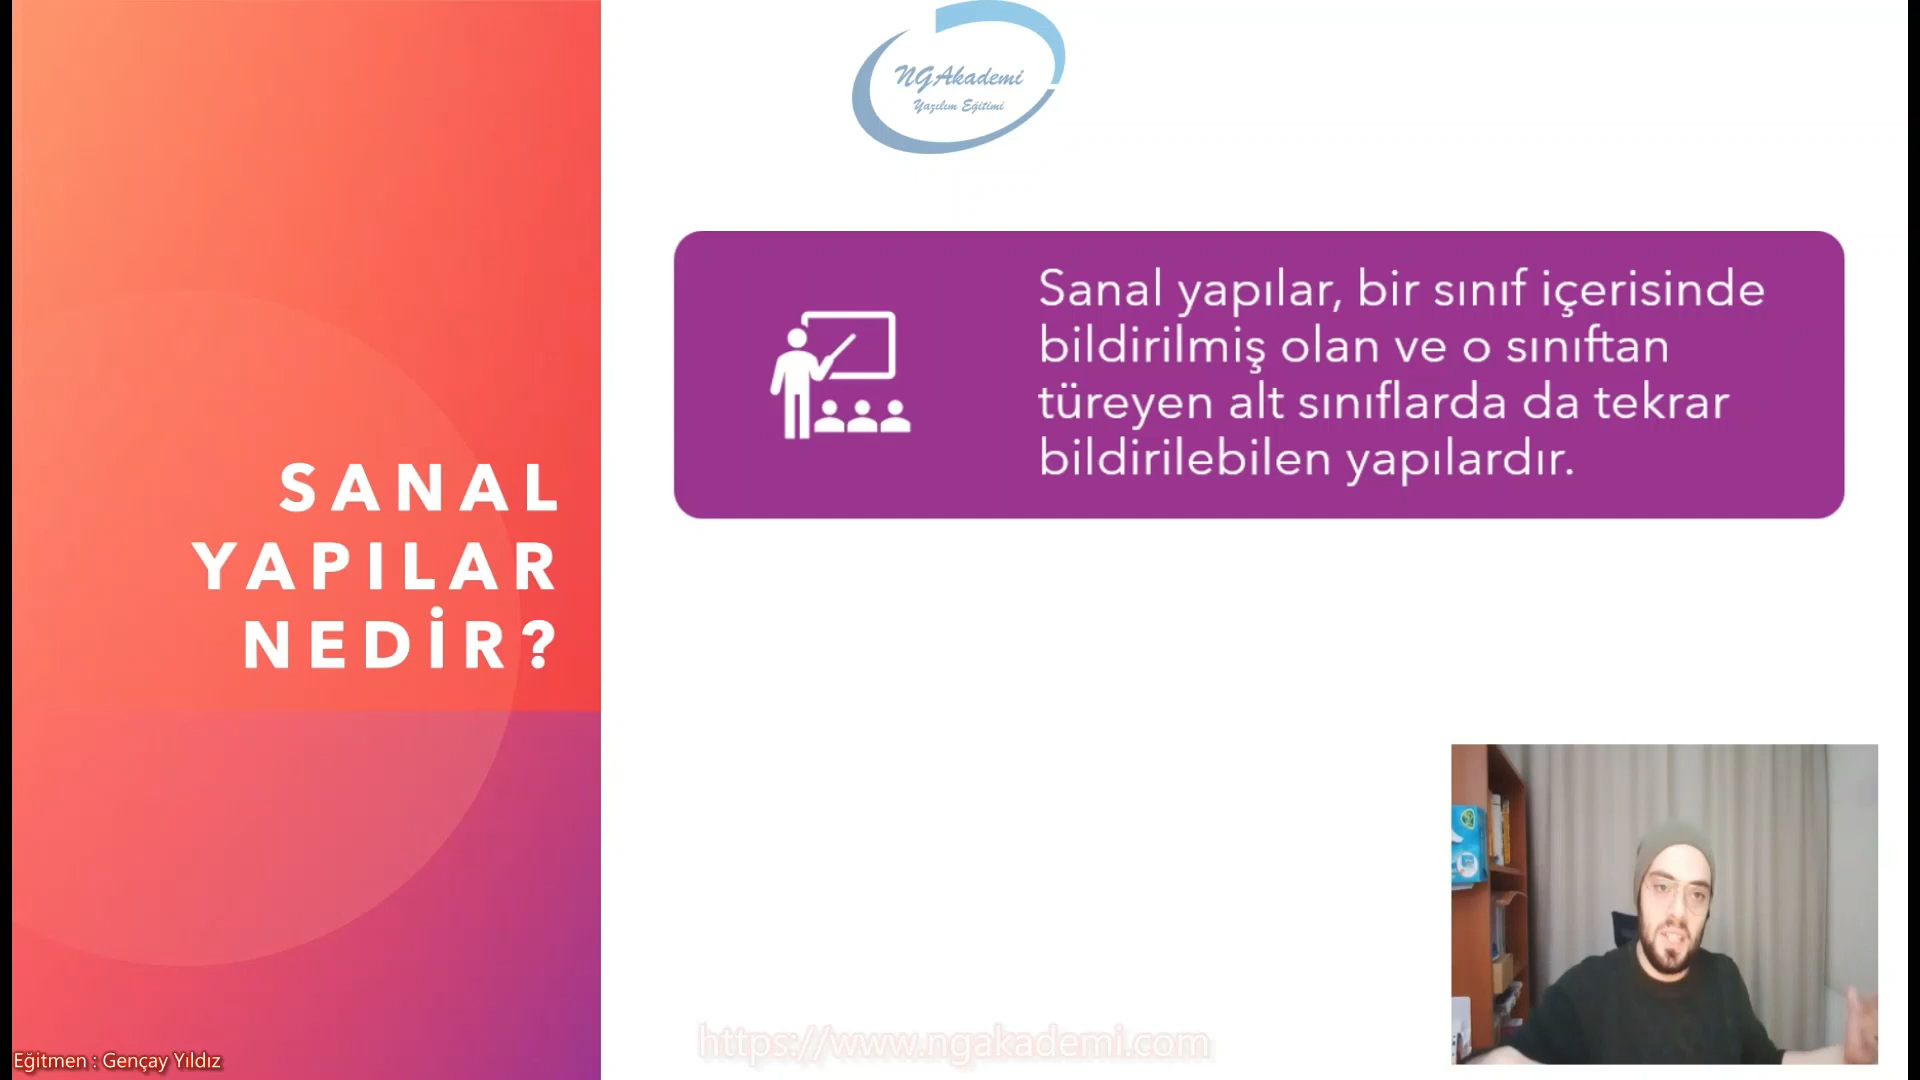 NGAkademi
Yazılım Eğitimi
SANAL
YAPILAR
NEDİR?
Sanal yapılar, bir sınıf içerisinde
bildirilmiş olan ve o sınıftan
türeyen alt sınıflarda da tekrar
bildirilebilen yapılardır.
https://www.ngakademi.com
Eğitmen : Gençay Yıldız